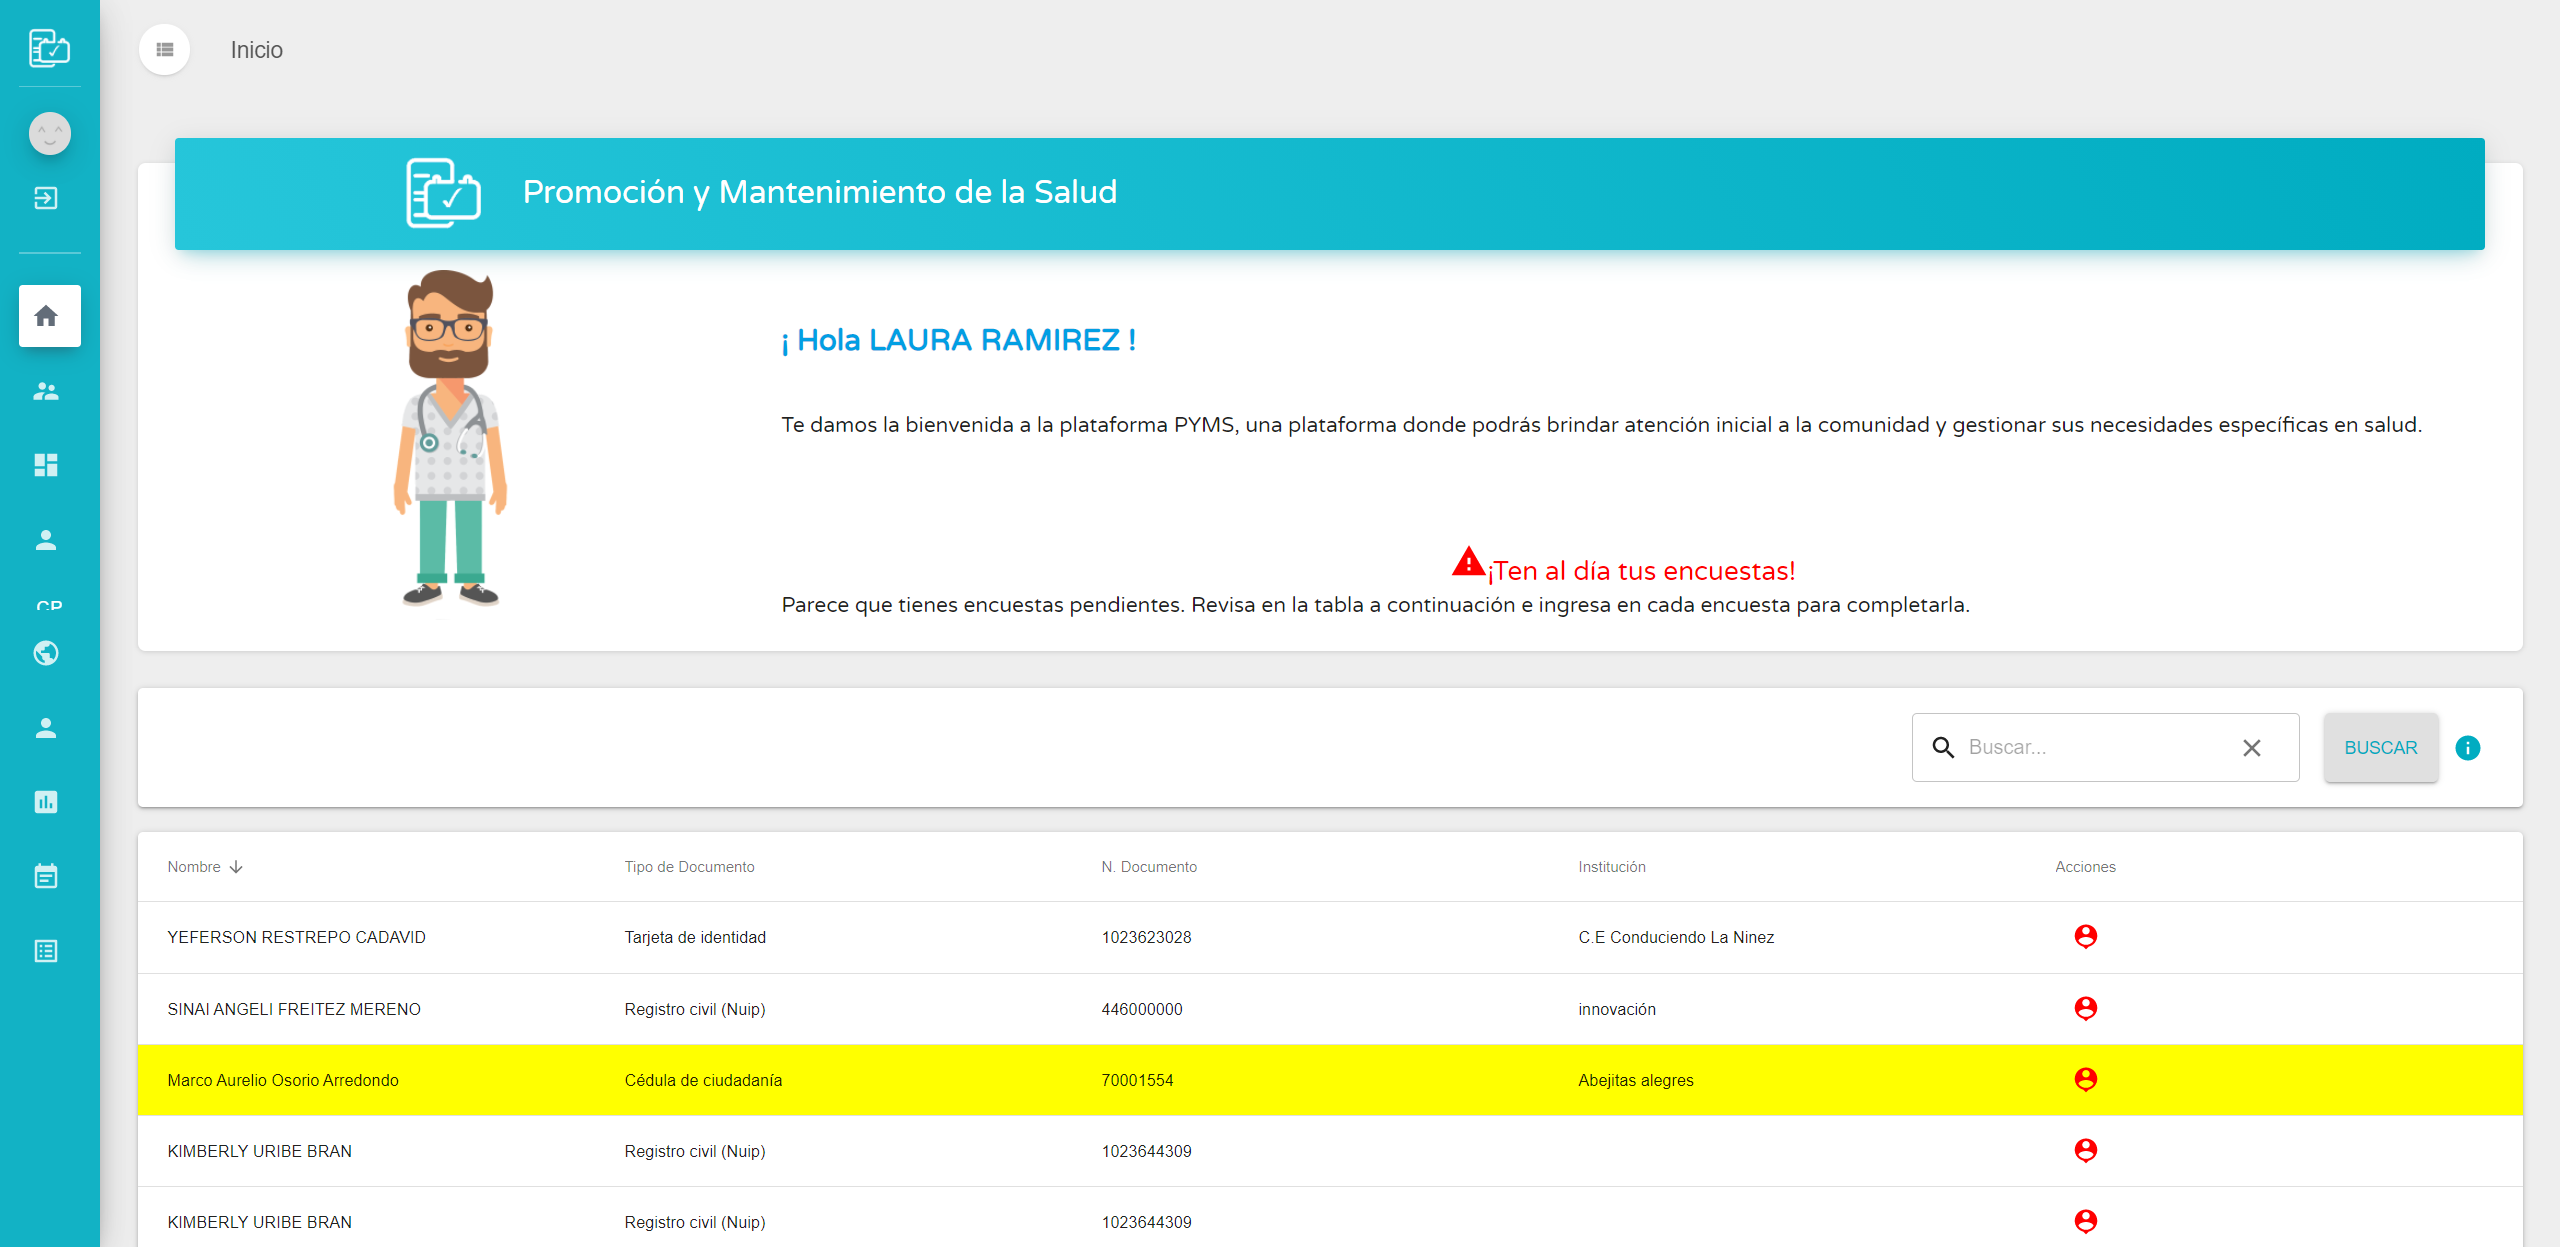 Inicio
Promoción y Mantenimiento de la Salud
¡ Hola LAURA RAMIREZ !
Te damos la bienvenida a la plataforma PYMS, una plataforma donde podrás brindar atención inicial a la comunidad y gestionar sus necesidades específicas en salud.
¡Ten al día tus encuestas!
Parece que tienes encuestas pendientes. Revisa en la tabla a continuación e ingresa en cada encuesta para completarla.
CP
Buscar... BUSCAR
Nombre Tipo de Documento N. Documento Institución Acciones
YEFERSON RESTREPO CADAVID Tarjeta de identidad 1023623028 C.E Conduciendo La Ninez
SINAI ANGELI FREITEZ MERENO Registro civil (Nuip) 446000000 innovación
Marco Aurelio Osorio Arredondo Cédula de ciudadanía 70001554 Abejitas alegres
KIMBERLY URIBE BRAN Registro civil (Nuip) 1023644309
KIMBERLY URIBE BRAN Registro civil (Nuip) 1023644309